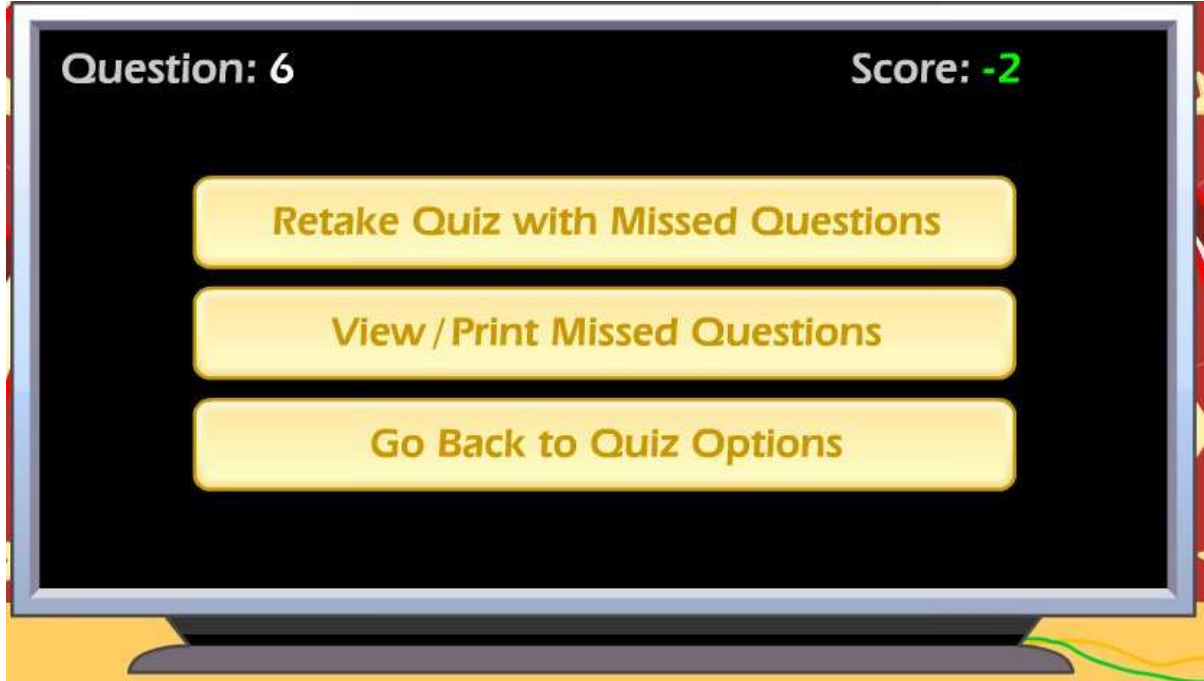 Question: 6 Score: -2
Retake Quiz with Missed Questions
View / Print Missed Questions
Go Back to Quiz Options